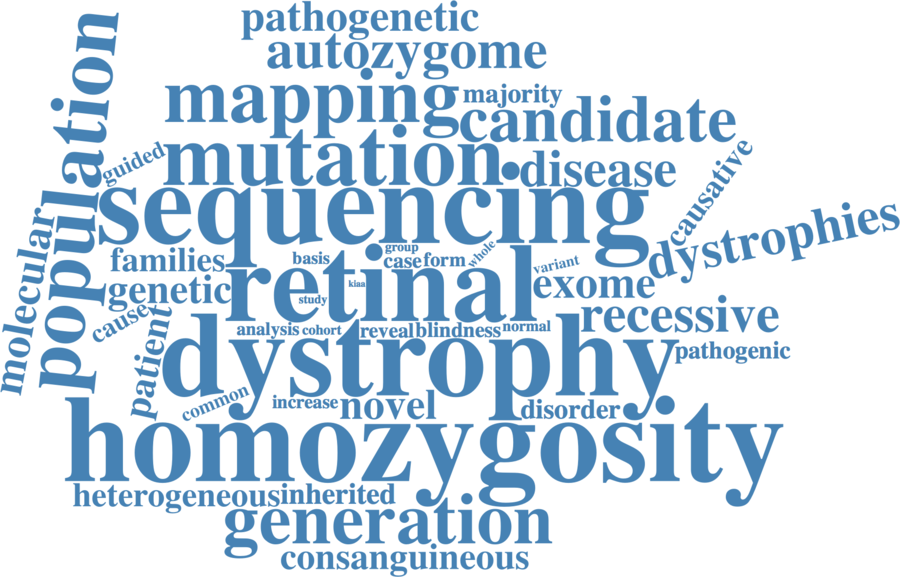 pathogenetic
autozygome
mapping
majority
candidate
population
guided
mutation
disease
causative
sequencing
molecular
families
basis
group
case
form
whole
dystrophies
genetic
retinal
kiaa
study
variant
exome
cause
patient
analysis
cohort
reveal
blindness
normal
recessive
dystrophy
pathogenic
common
increase
novel
disorder
homozygosity
heterogeneous
inherited
generation
consanguineous